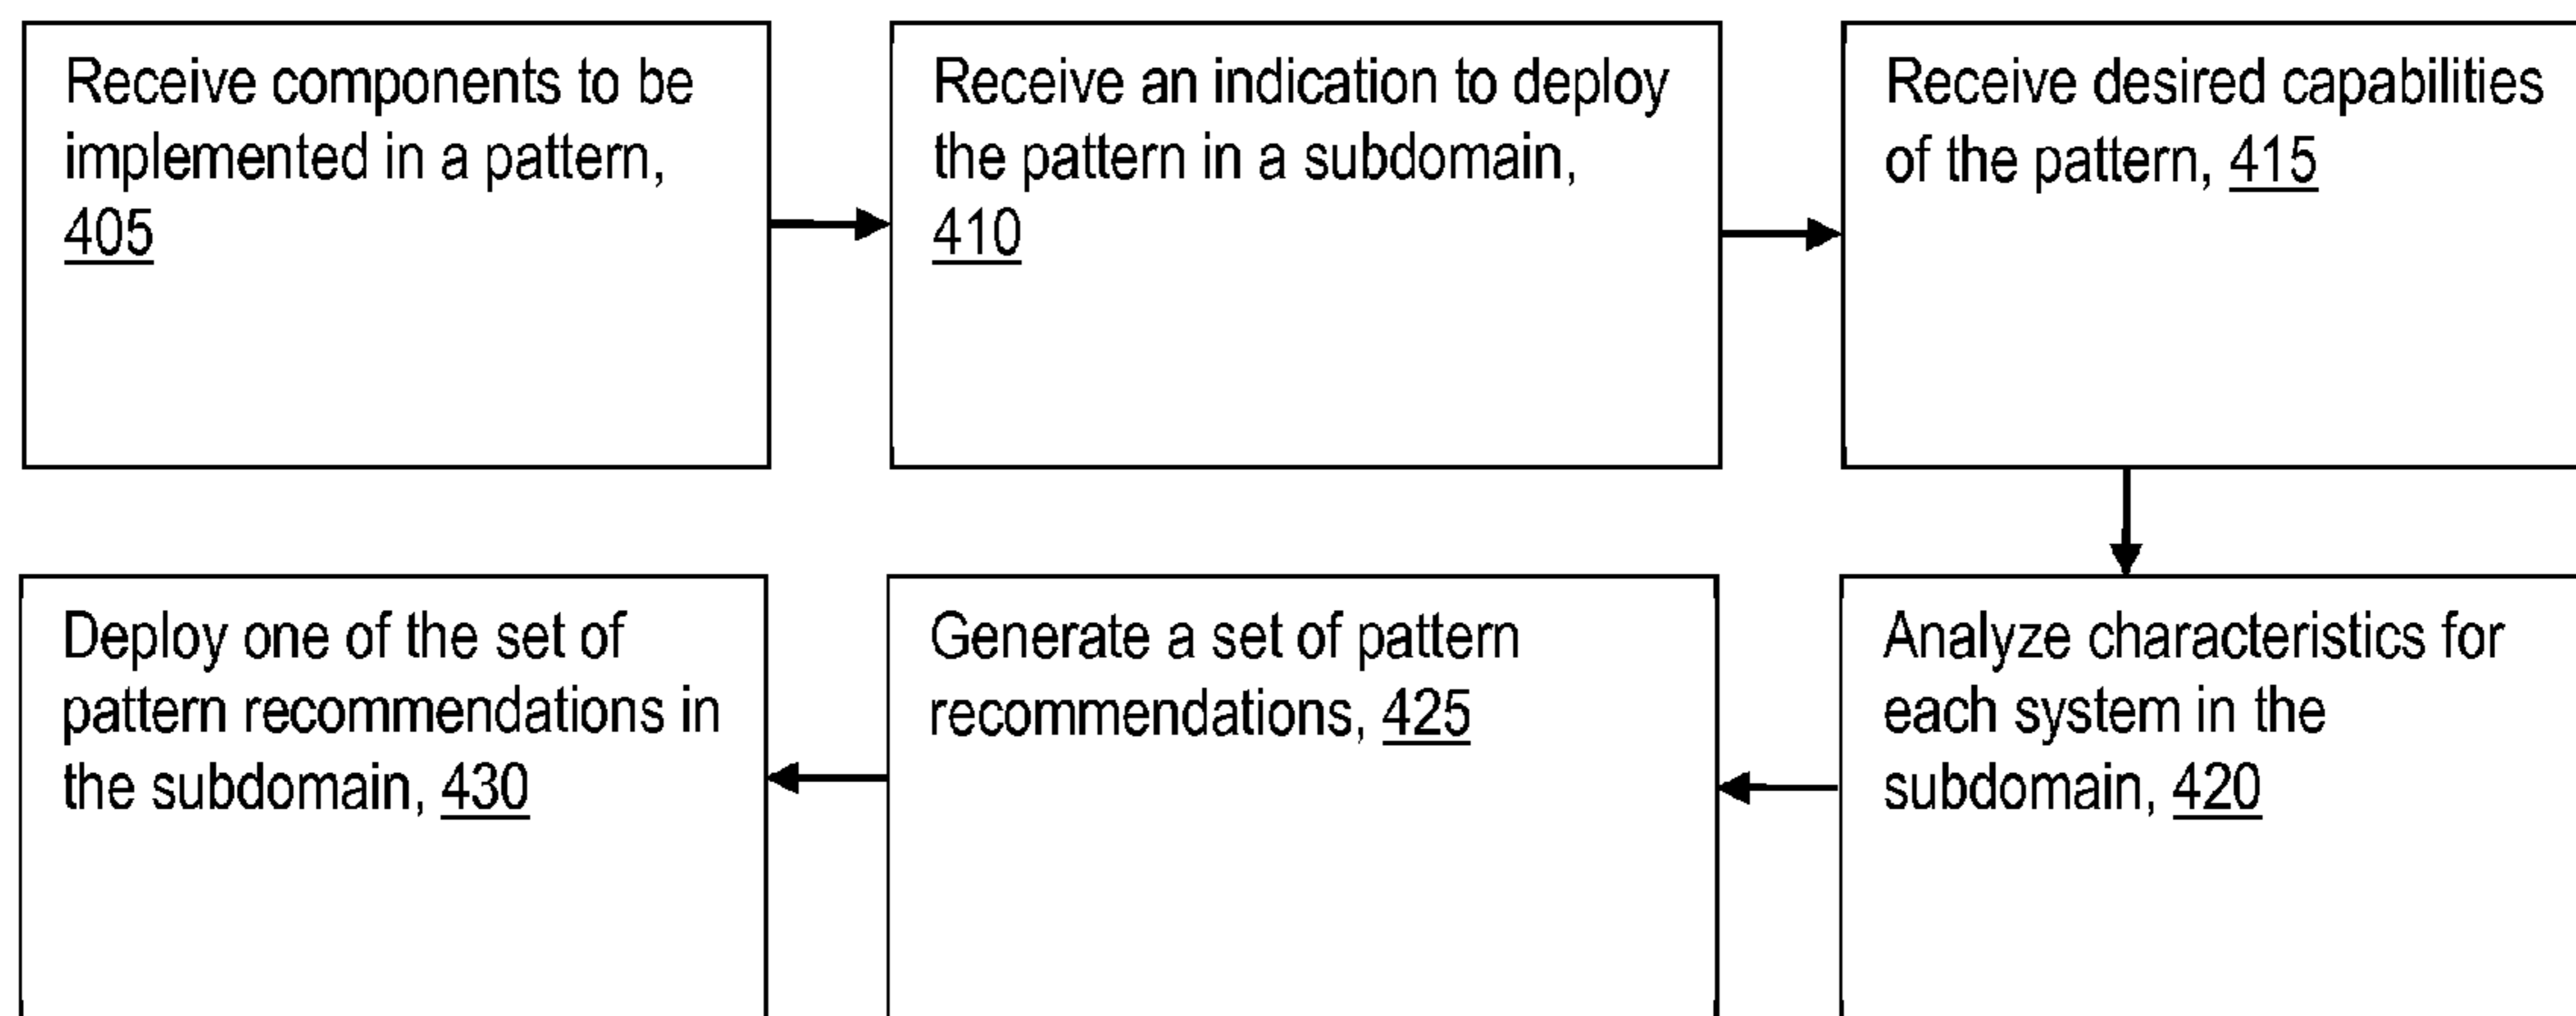 Receive components to be
implemented in a pattern,
405
Receive an indication to deploy
the pattern in a subdomain,
410
Receive desired capabilities
of the pattern, 415
Analyze characteristics for
each system in the
subdomain, 420
Generate a set of pattern
recommendations, 425
Deploy one of the set of
pattern recommendations in
the subdomain, 430